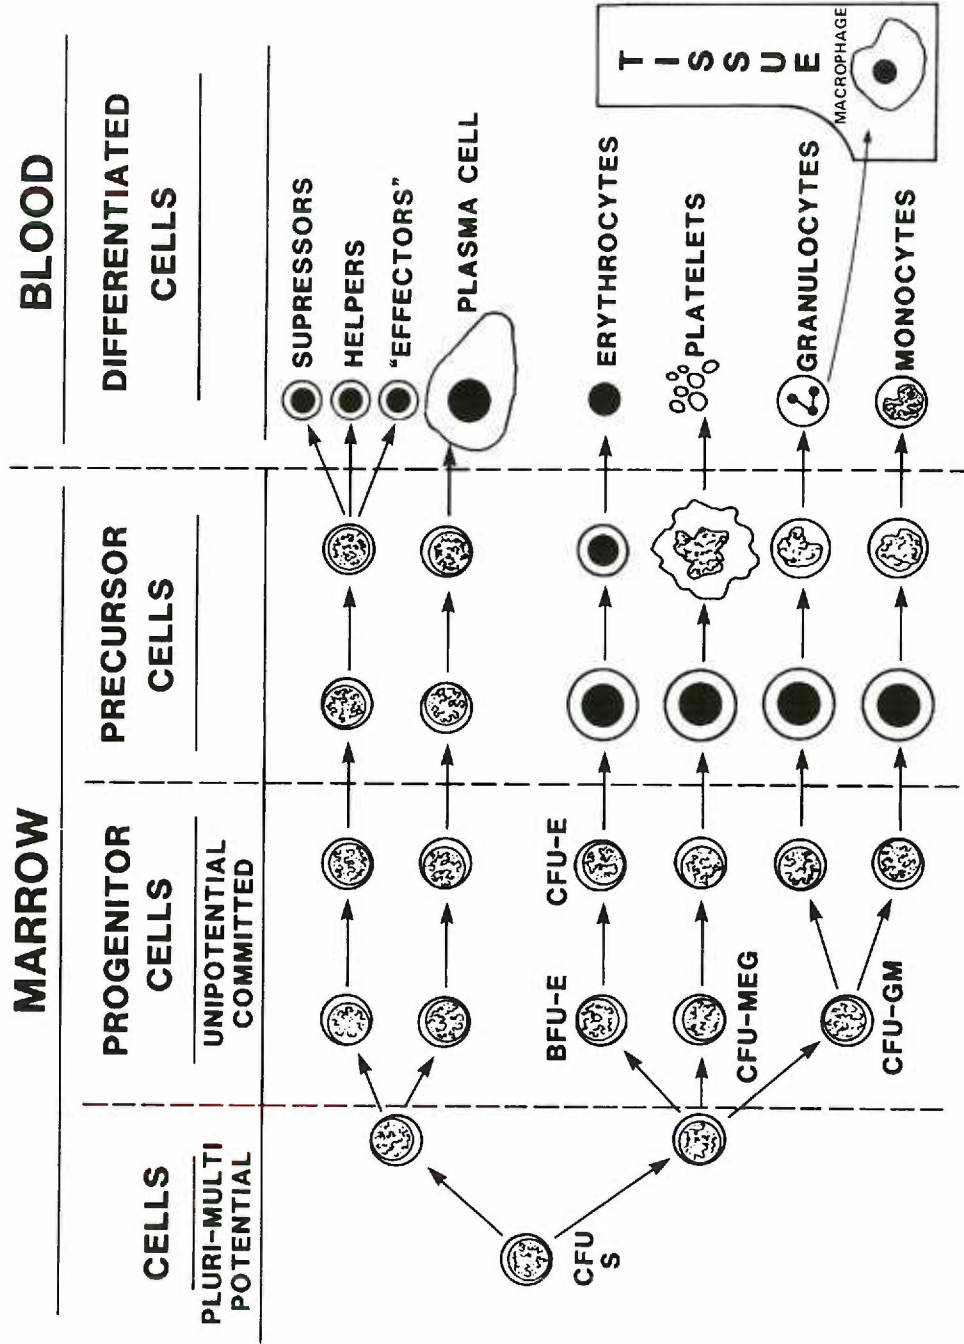 MARROW
BLOOD
CELLS
PLURI-MULTI
POTENTIAL
PROGENITOR
CELLS
UNIPOTENTIAL
COMMITTED
PRECURSOR
CELLS
DIFFERENTIATED
CELLS
SUPRESSORS
HELPERS
"EFFECTORS"
PLASMA CELL
CFU
S
BFU-E
CFU-E
ERYTHROCYTES
CFU-MEG
PLATELETS
CFU-GM
GRANULOCYTES
MONOCYTES
TISSUE
MACROPHAGE